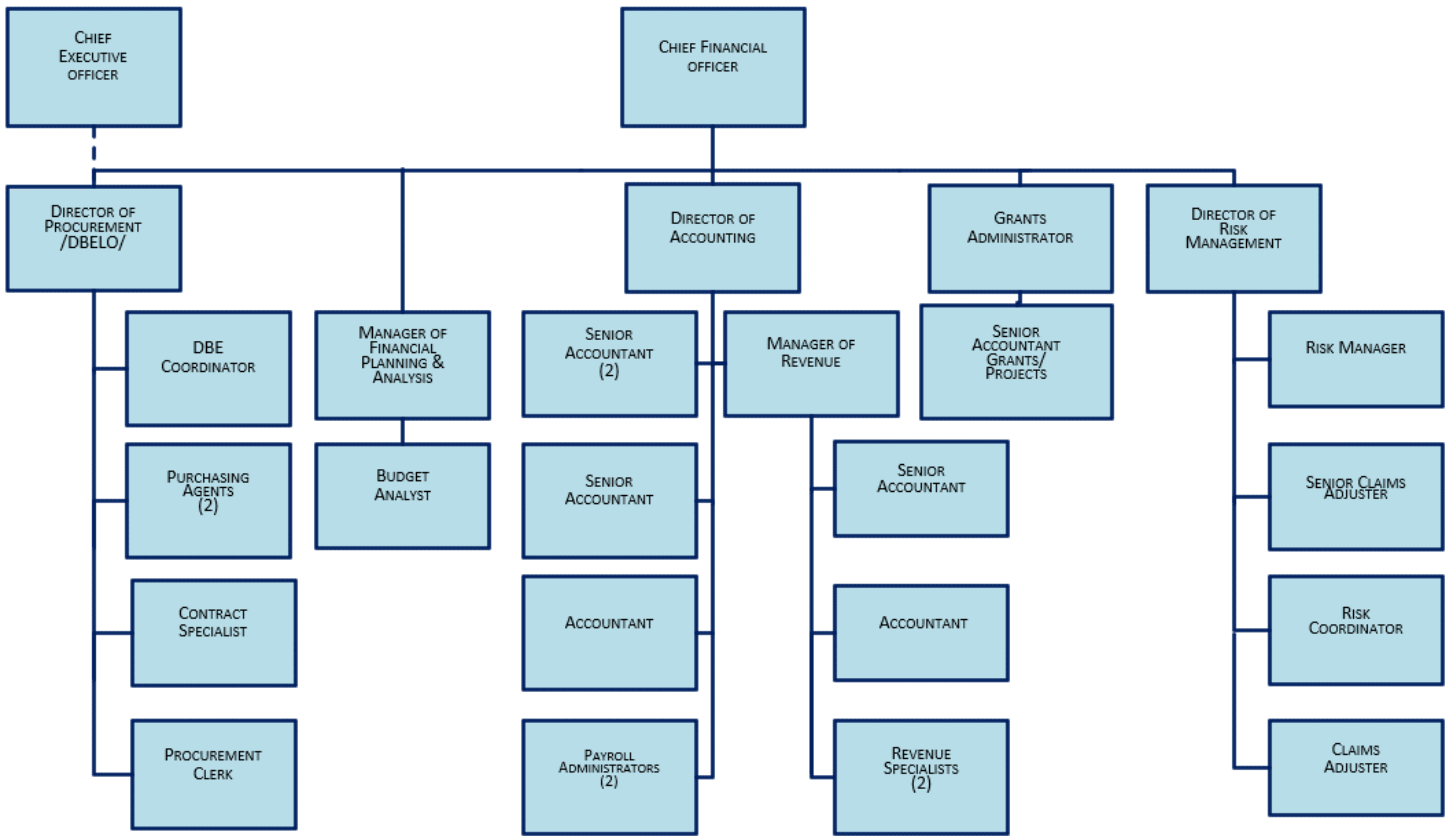 CHIEF
EXECUTIVE
OFFICER
CHIEF FINANCIAL
OFFICER
DIRECTOR OF
PROCUREMENT
/DBELO/
DIRECTOR OF
ACCOUNTING
GRANTS
ADMINISTRATOR
DIRECTOR OF
RISK
MANAGEMENT
DBE
COORDINATOR
MANAGER OF
FINANCIAL
PLANNING &
ANALYSIS
SENIOR
ACCOUNTANT
(2)
MANAGER OF
REVENUE
SENIOR
ACCOUNTANT
GRANTS/
PROJECTS
RISK MANAGER
PURCHASING
AGENTS
(2)
BUDGET
ANALYST
SENIOR
ACCOUNTANT
SENIOR
ACCOUNTANT
SENIOR CLAIMS
ADJUSTER
CONTRACT
SPECIALIST
ACCOUNTANT
ACCOUNTANT
RISK
COORDINATOR
PROCUREMENT
CLERK
PAYROLL
ADMINISTRATORS
(2)
REVENUE
SPECIALISTS
(2)
CLAIMS
ADJUSTER